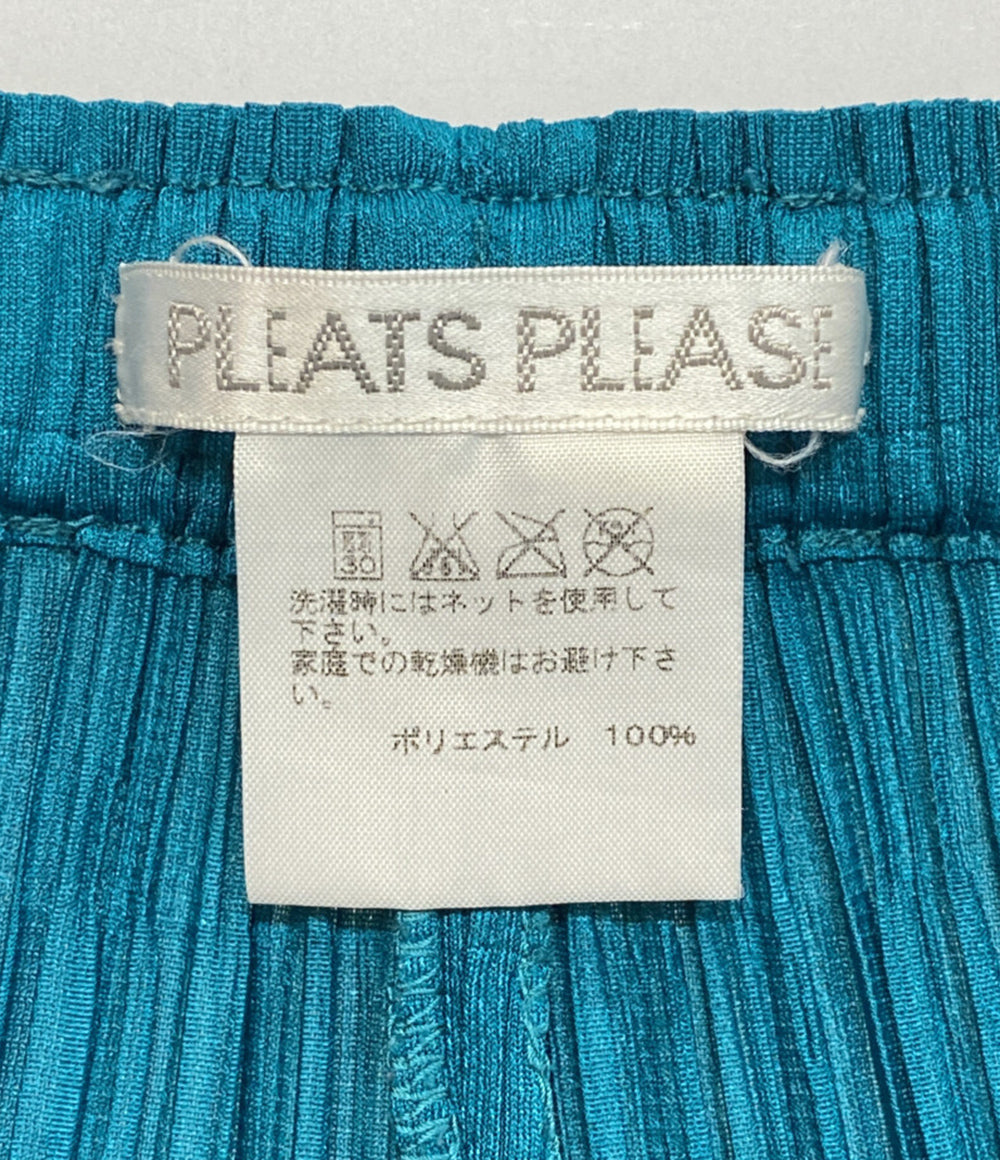 PLEATS PLEASE
30
洗濯時にはネットを使用して
下さい。
家庭での乾燥機はお避け下さ
い。
ポリエステル 100%